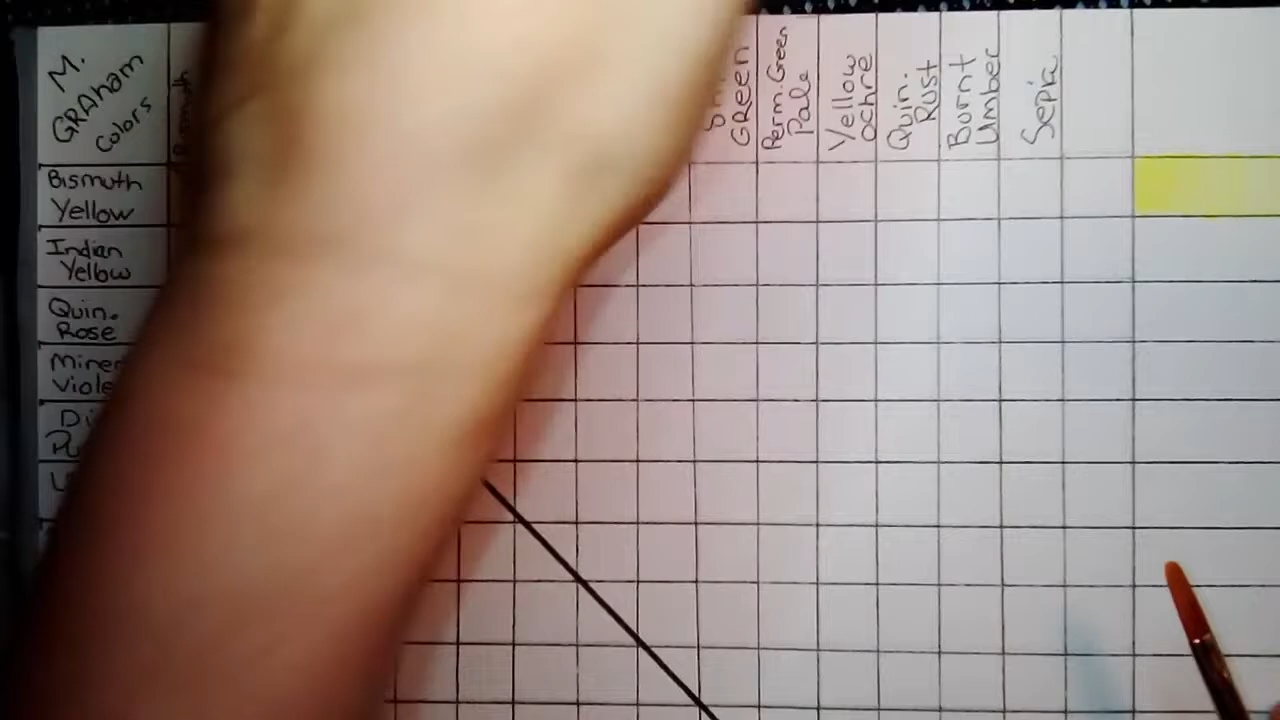 M.
GRAham
Colors
GReen
Perm. Green
Pale
Yellow
ochre
Quin.
Rust
Burnt
Umber
Sepia
Bismuth
Yellow
Indian
Yellow
Quin.
Rose